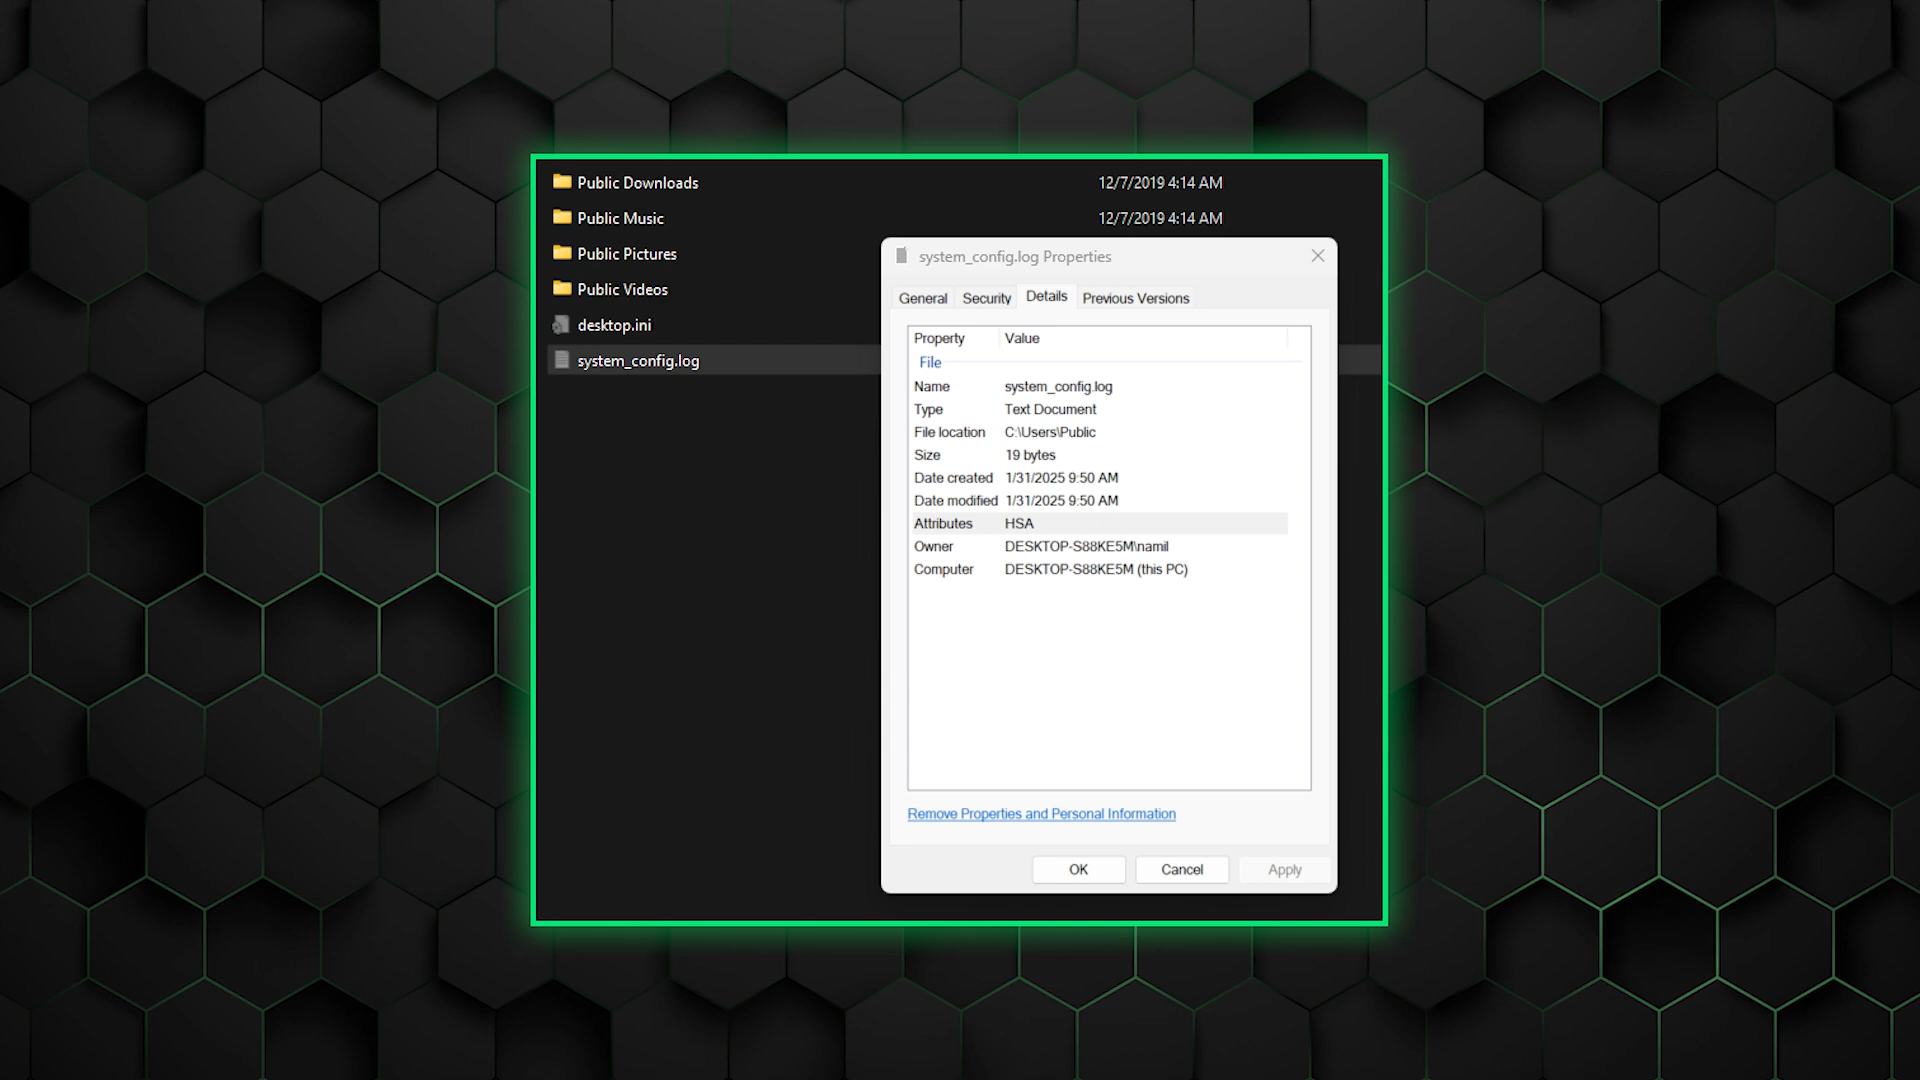 Public Downloads 12/7/2019 4:14 AM
Public Music 12/7/2019 4:14 AM
Public Pictures
Public Videos
desktop.ini
system_config.log
system_config.log Properties
General Security Details Previous Versions
Property Value
File
Name system_config.log
Type Text Document
File location C:\Users\Public
Size 19 bytes
Date created 1/31/2025 9:50 AM
Date modified 1/31/2025 9:50 AM
Attributes HSA
Owner DESKTOP-S88KE5M\namil
Computer DESKTOP-S88KE5M (this PC)
Remove Properties and Personal Information
OK Cancel Apply